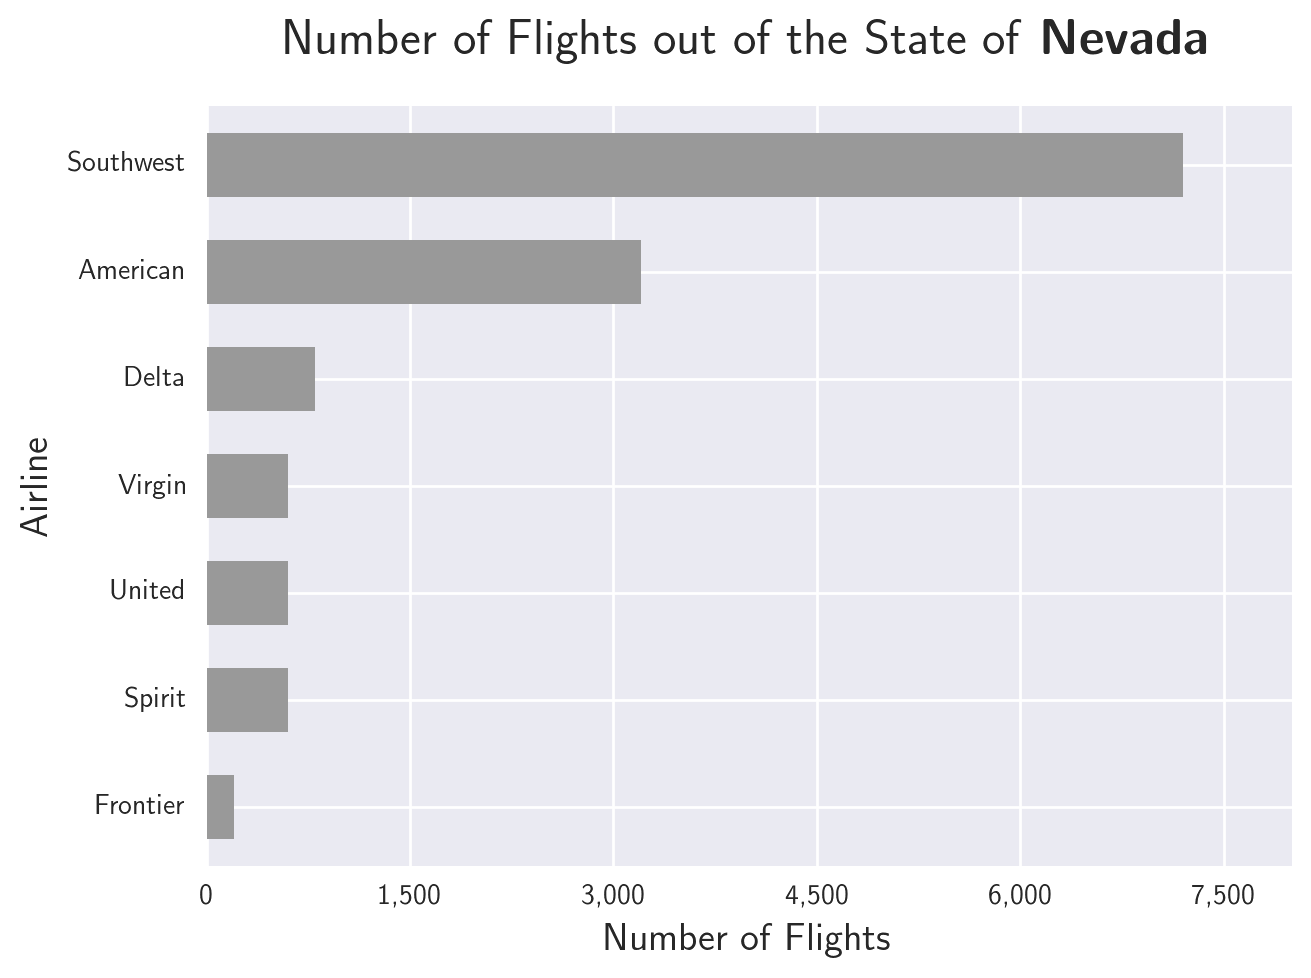 Number of Flights out of the State of Nevada
Southwest
American
Delta
Virgin
United
Spirit
Frontier
Airline
0 1,500 3,000 4,500 6,000 7,500
Number of Flights